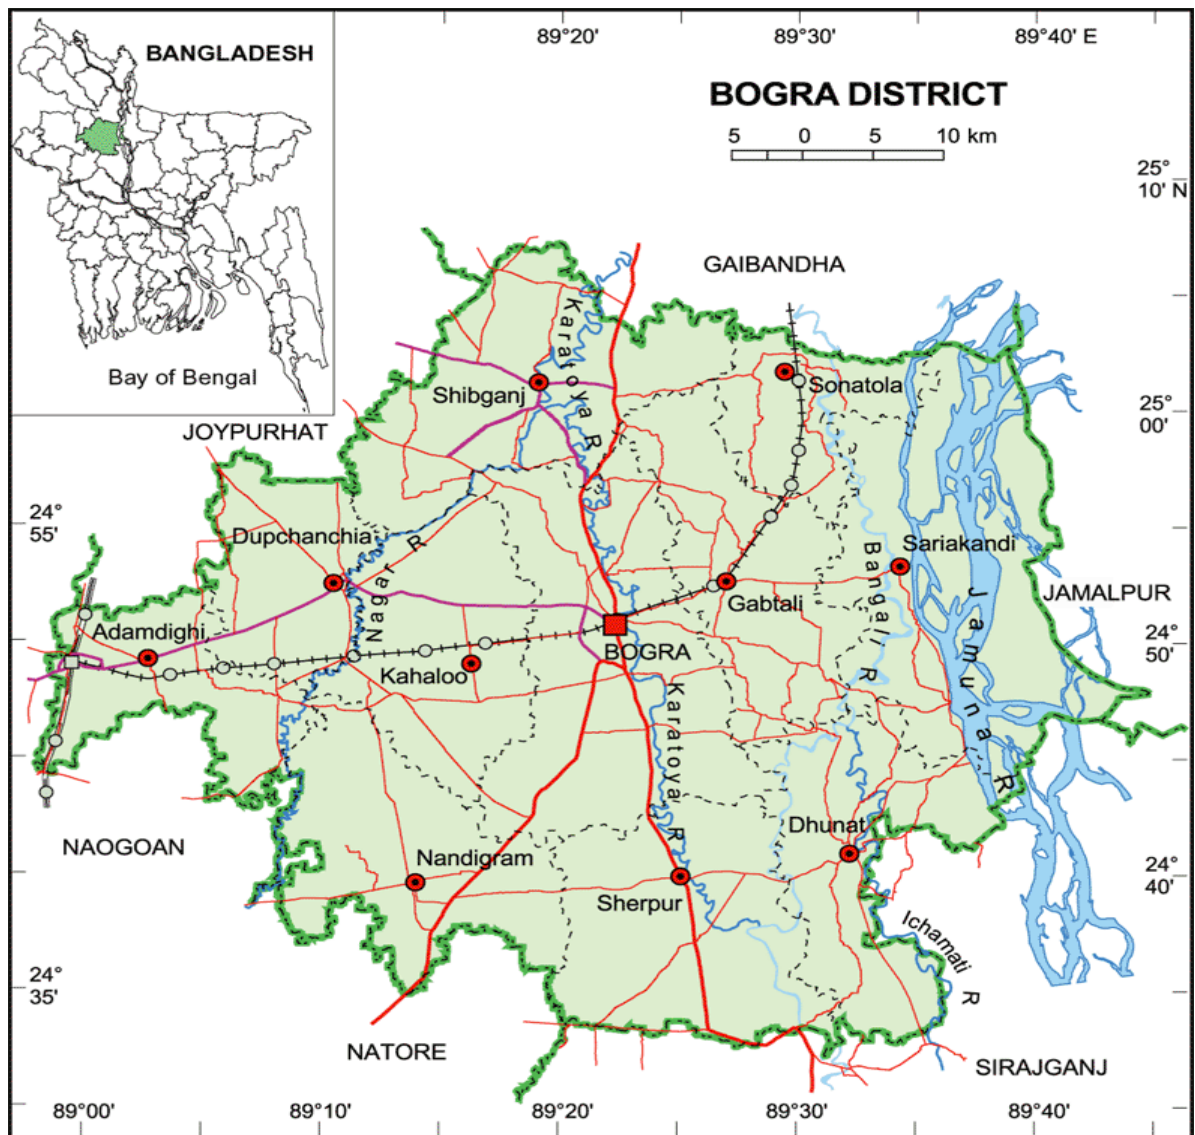 89°20'
89°30'
89°40' E
BANGLADESH
BOGRA DISTRICT
5 0 5 10 km
25°
10' N
GAIBANDHA
Karatoya R
Bay of Bengal
Shibganj
Sonatola
25°
00'
JOYPURHAT
24°
55'
Dupchanchia
Nagar R
Bangali R
Sariakandi
Jamuna R
JAMALPUR
Gabtali
Adamdighi
BOGRA
24°
50'
Kahaloo
Karatoya R
NAOGOAN
Dhunat
Nandigram
24°
40'
Sherpur
Ichamati R
24°
35'
NATORE
SIRAJGANJ
89°00'
89°10'
89°20'
89°30'
89°40'